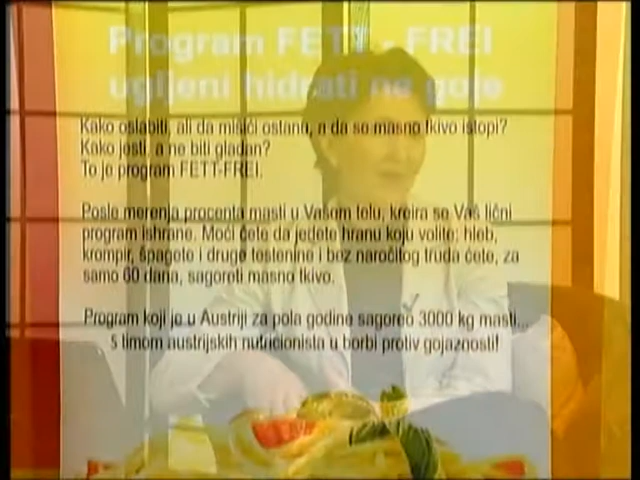 Program FETT - FREI
ugljeni hidrati ne goje
Kako oslabiti, ali da mišići ostanu, a da se masno tkivo istopi?
Kako jesti, a ne biti gladan?
To je program FETT-FREI.
Posle merenja procenta masti u Vašem telu, kreira se Vaš lični
program ishrane. Moći ćete da jedete hranu koju volite: hleb,
krompir, špagete i druge testenine i bez naročitog truda ćete, za
samo 60 dana, sagoreti masno tkivo.
Program koji je u Austriji za pola godine sagoreo 3000 kg masti...
S timom austrijskih nutricionista u borbi protiv gojaznosti!